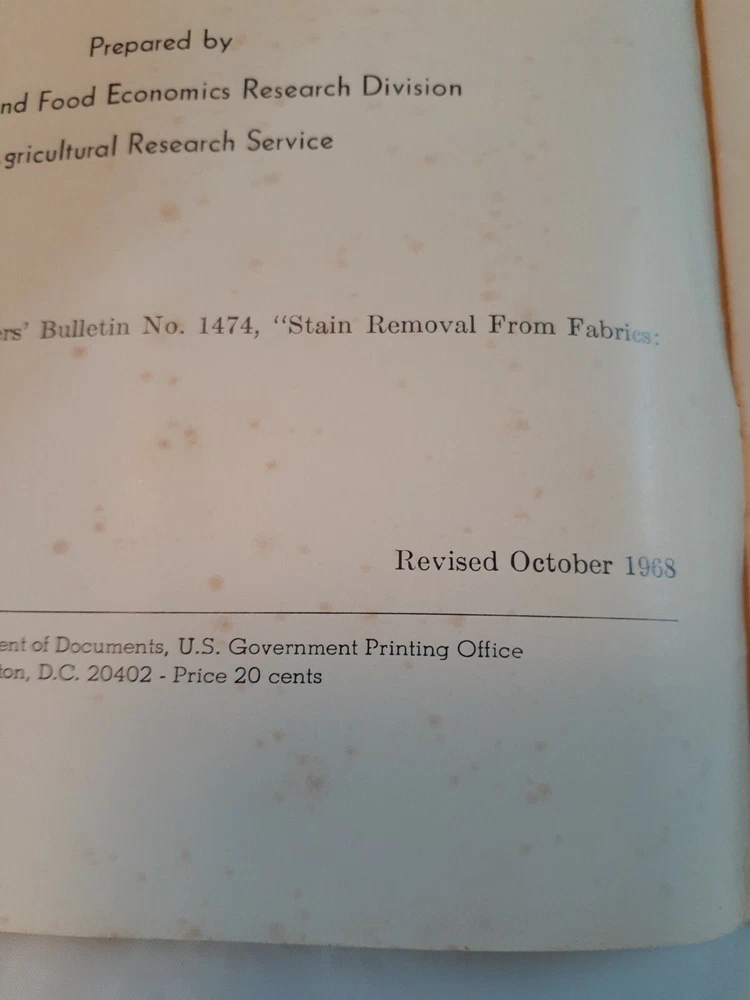 Prepared by
nd Food Economics Research Division
gricultural Research Service
ers' Bulletin No. 1474, “Stain Removal From Fabrics:
Revised October 1968
ent of Documents, U.S. Government Printing Office
ton, D.C. 20402 - Price 20 cents